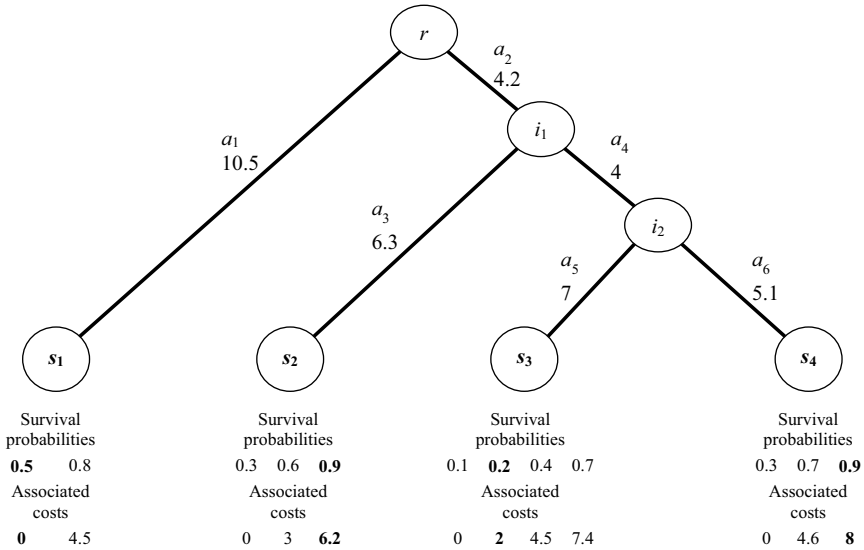 r
a2
4.2
i1
a1
10.5
a4
4
a3
6.3
i2
a5
7
a6
5.1
s1
s2
s3
s4
Survival probabilities
0.5 0.8
Associated costs
0 4.5
Survival probabilities
0.3 0.6 0.9
Associated costs
0 3 6.2
Survival probabilities
0.1 0.2 0.4 0.7
Associated costs
0 2 4.5 7.4
Survival probabilities
0.3 0.7 0.9
Associated costs
0 4.6 8